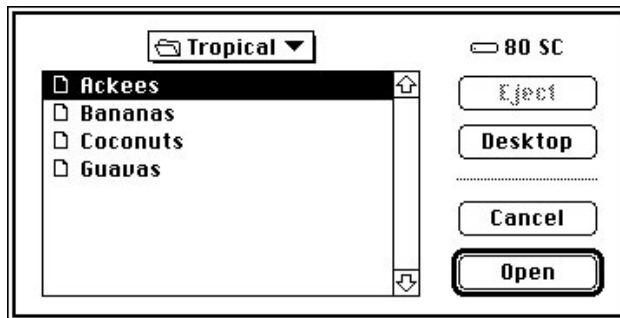 Tropical
80 SC
Ackees
Bananas
Coconuts
Guavas
Eject
Desktop
Cancel
Open